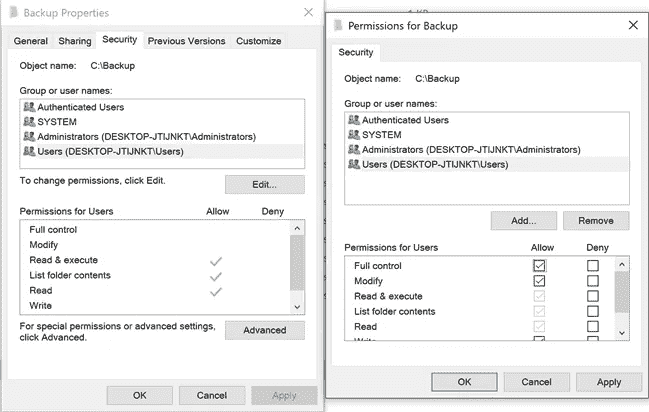 Backup Properties
General Sharing Security Previous Versions Customize
Object name: C:\Backup
Group or user names:
Authenticated Users
SYSTEM
Administrators (DESKTOP-JTIJNKT\Administrators)
Users (DESKTOP-JTIJNKT\Users)
To change permissions, click Edit.
Edit...
Permissions for Users Allow Deny
Full control
Modify
Read & execute
List folder contents
Read
Write
For special permissions or advanced settings,
click Advanced.
Advanced
OK Cancel Apply
Permissions for Backup
Security
Object name: C:\Backup
Group or user names:
Authenticated Users
SYSTEM
Administrators (DESKTOP-JTIJNKT\Administrators)
Users (DESKTOP-JTIJNKT\Users)
Add... Remove
Permissions for Users Allow Deny
Full control
Modify
Read & execute
List folder contents
Read
Write
OK Cancel Apply